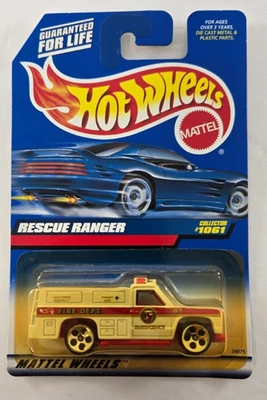 GUARANTEED
FOR LIFE
FOR AGES
OVER 3 YEARS.
DIE CAST METAL &
PLASTIC PARTS.
Hot Wheels
MATTEL
RESCUE RANGER
COLLECTOR
#1061
FIRE DEPT
EMERGENCY
MATTEL WHEELS